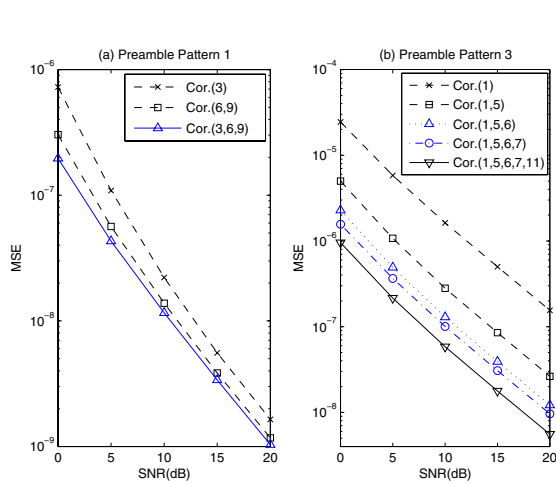 (a) Preamble Pattern 1
10^-6
10^-7
10^-8
10^-9
MSE
0 5 10 15 20
SNR(dB)
Cor.(3)
Cor.(6,9)
Cor.(3,6,9)
(b) Preamble Pattern 3
10^-4
10^-5
10^-6
10^-7
10^-8
MSE
0 5 10 15 20
SNR(dB)
Cor.(1)
Cor.(1,5)
Cor.(1,5,6)
Cor.(1,5,6,7)
Cor.(1,5,6,7,11)